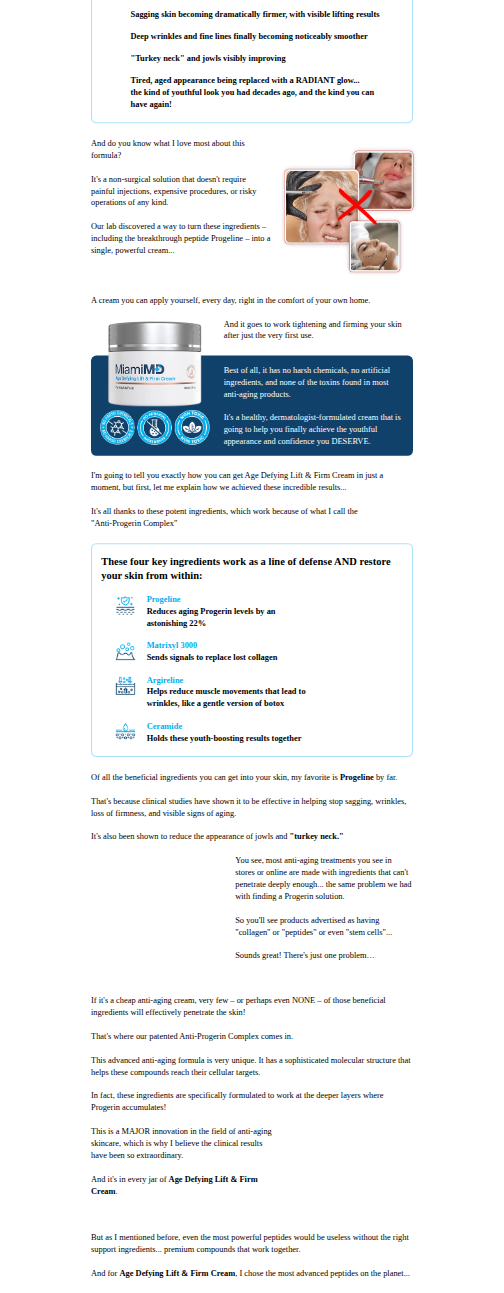 Sagging skin becoming dramatically firmer, with visible lifting results
Deep wrinkles and fine lines finally becoming noticeably smoother
"Turkey neck" and jowls visibly improving
Tired, aged appearance being replaced with a RADIANT glow...
the kind of youthful look you had decades ago, and the kind you can
have again!
And do you know what I love most about this
formula?
It's a non-surgical solution that doesn't require
painful injections, expensive procedures, or risky
operations of any kind.
Our lab discovered a way to turn these ingredients –
including the breakthrough peptide Progeline – into a
single, powerful cream...
A cream you can apply yourself, every day, right in the comfort of your own home.
And it goes to work tightening and firming your skin
after just the very first use.
MiamiMD
Age Defying Lift & Firm Cream
Best of all, it has no harsh chemicals, no artificial
ingredients, and none of the toxins found in most
anti-aging products.
It's a healthy, dermatologist-formulated cream that is
going to help you finally achieve the youthful
appearance and confidence you DESERVE.
I'm going to tell you exactly how you can get Age Defying Lift & Firm Cream in just a
moment, but first, let me explain how we achieved these incredible results...
It's all thanks to these potent ingredients, which work because of what I call the
"Anti-Progerin Complex"
These four key ingredients work as a line of defense AND restore
your skin from within:
Progeline
Reduces aging Progerin levels by an
astonishing 22%
Matrixyl 3000
Sends signals to replace lost collagen
Argireline
Helps reduce muscle movements that lead to
wrinkles, like a gentle version of botox
Ceramide
Holds these youth-boosting results together
Of all the beneficial ingredients you can get into your skin, my favorite is Progeline by far.
That's because clinical studies have shown it to be effective in helping stop sagging, wrinkles,
loss of firmness, and visible signs of aging.
It's also been shown to reduce the appearance of jowls and "turkey neck."
You see, most anti-aging treatments you see in
stores or online are made with ingredients that can't
penetrate deeply enough... the same problem we had
with finding a Progerin solution.
So you'll see products advertised as having
"collagen" or "peptides" or even "stem cells"...
Sounds great! There's just one problem…
If it's a cheap anti-aging cream, very few – or perhaps even NONE – of those beneficial
ingredients will effectively penetrate the skin!
That's where our patented Anti-Progerin Complex comes in.
This advanced anti-aging formula is very unique. It has a sophisticated molecular structure that
helps these compounds reach their cellular targets.
In fact, these ingredients are specifically formulated to work at the deeper layers where
Progerin accumulates!
This is a MAJOR innovation in the field of anti-aging
skincare, which is why I believe the clinical results
have been so extraordinary.
And it's in every jar of Age Defying Lift & Firm
Cream.
But as I mentioned before, even the most powerful peptides would be useless without the right
support ingredients... premium compounds that work together.
And for Age Defying Lift & Firm Cream, I chose the most advanced peptides on the planet...